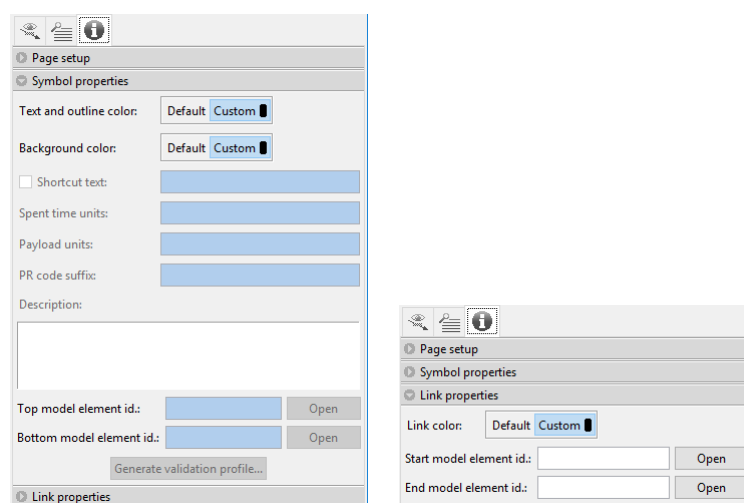 Page setup
Symbol properties
Text and outline color: Default Custom
Background color: Default Custom
Shortcut text:
Spent time units:
Payload units:
PR code suffix:
Description:
Top model element id.: Open
Bottom model element id.: Open
Generate validation profile...
Link properties
Page setup
Symbol properties
Link properties
Link color: Default Custom
Start model element id.: Open
End model element id.: Open